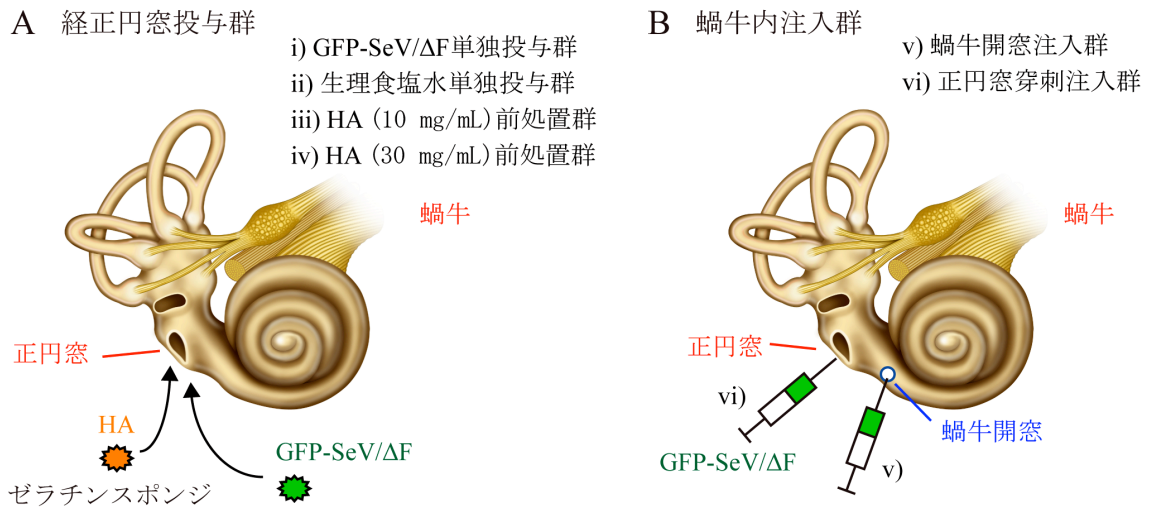 A 経正円窓投与群
i) GFP-SeV/ΔF単独投与群
ii) 生理食塩水単独投与群
iii) HA (10 mg/mL)前処置群
iv) HA (30 mg/mL)前処置群
蝸牛
正円窓
HA
GFP-SeV/ΔF
ゼラチンスポンジ
B 蝸牛内注入群
v) 蝸牛開窓注入群
vi) 正円窓穿刺注入群
蝸牛
正円窓
vi)
蝸牛開窓
GFP-SeV/ΔF
v)